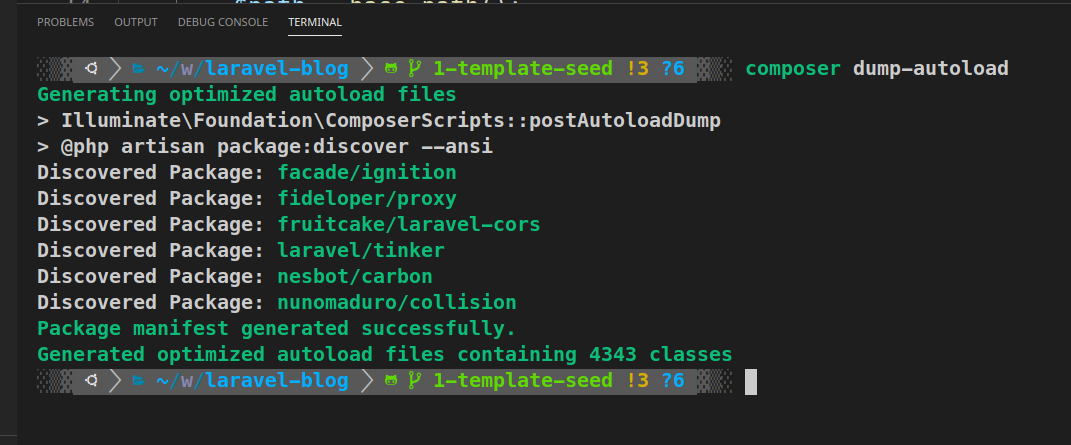 PROBLEMS OUTPUT DEBUG CONSOLE TERMINAL
~/w/laravel-blog 1-template-seed !3 ?6 composer dump-autoload
Generating optimized autoload files
> Illuminate\Foundation\ComposerScripts::postAutoloadDump
> @php artisan package:discover --ansi
Discovered Package: facade/ignition
Discovered Package: fideloper/proxy
Discovered Package: fruitcake/laravel-cors
Discovered Package: laravel/tinker
Discovered Package: nesbot/carbon
Discovered Package: nunomaduro/collision
Package manifest generated successfully.
Generated optimized autoload files containing 4343 classes
~/w/laravel-blog 1-template-seed !3 ?6